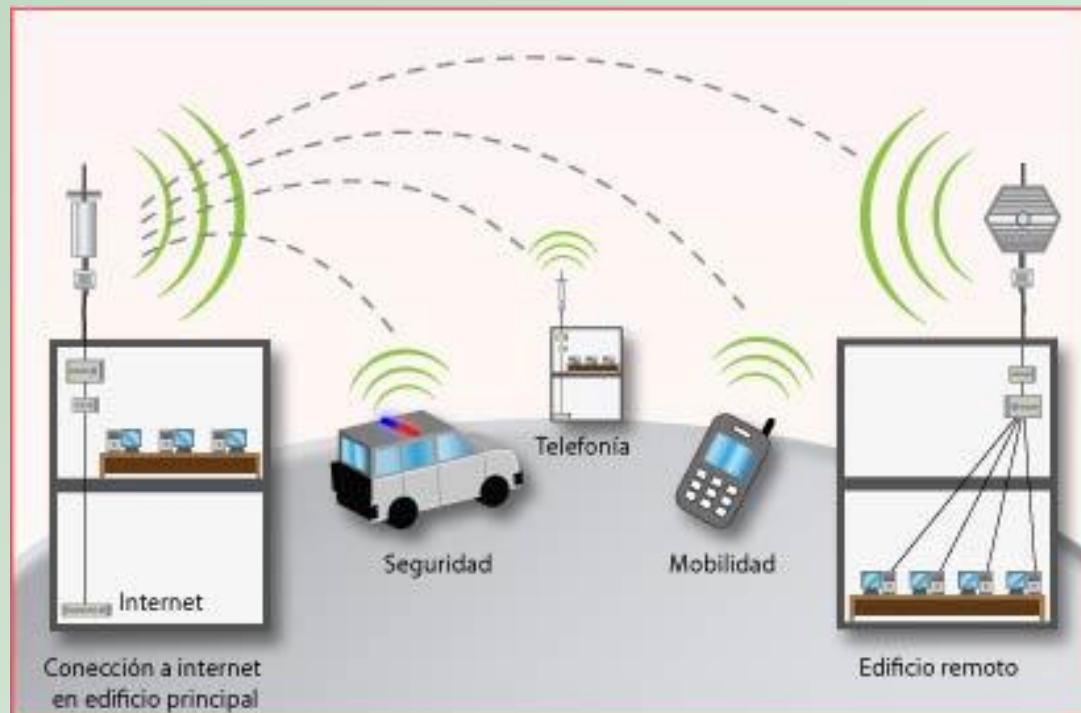 Telefonía
Seguridad
Mobilidad
Internet
Conección a internet
en edificio principal
Edificio remoto